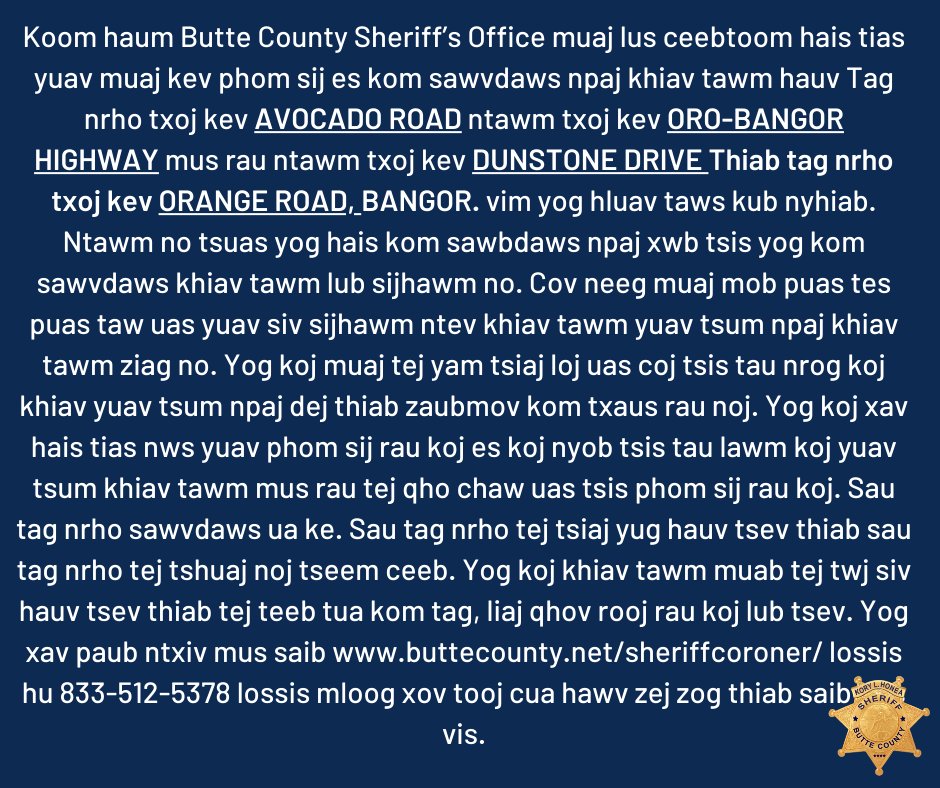 Koom haum Butte County Sheriff’s Office muaj lus ceebtoom hais tias
yuav muaj kev phom sij es kom sawvdaws npaj khiav tawm hauv Tag
nrho txoj kev AVOCADO ROAD ntawm txoj kev ORO-BANGOR
HIGHWAY mus rau ntawm txoj kev DUNSTONE DRIVE Thiab tag nrho
txoj kev ORANGE ROAD, BANGOR. vim yog hluav taws kub nyhiab.
Ntawm no tsuas yog hais kom sawbdaws npaj xwb tsis yog kom
sawvdaws khiav tawm lub sijhawm no. Cov neeg muaj mob puas tes
puas taw uas yuav siv sijhawm ntev khiav tawm yuav tsum npaj khiav
tawm ziag no. Yog koj muaj tej yam tsiaj loj uas coj tsis tau nrog koj
khiav yuav tsum npaj dej thiab zaubmov kom txaus rau noj. Yog koj xav
hais tias nws yuav phom sij rau koj es koj nyob tsis tau lawm koj yuav
tsum khiav tawm mus rau tej qho chaw uas tsis phom sij rau koj. Sau
tag nrho sawvdaws ua ke. Sau tag nrho tej tsiaj yug hauv tsev thiab sau
tag nrho tej tshuaj noj tseem ceeb. Yog koj khiav tawm muab tej twj siv
hauv tsev thiab tej teeb tua kom tag, liaj qhov rooj rau koj lub tsev. Yog
xav paub ntxiv mus saib www.buttecounty.net/sheriffcoroner/ lossis
hu 833-512-5378 lossis mloog xov tooj cua hawv zej zog thiab saib
vis.
KORY L. HONEA
SHERIFF
BUTTE COUNTY